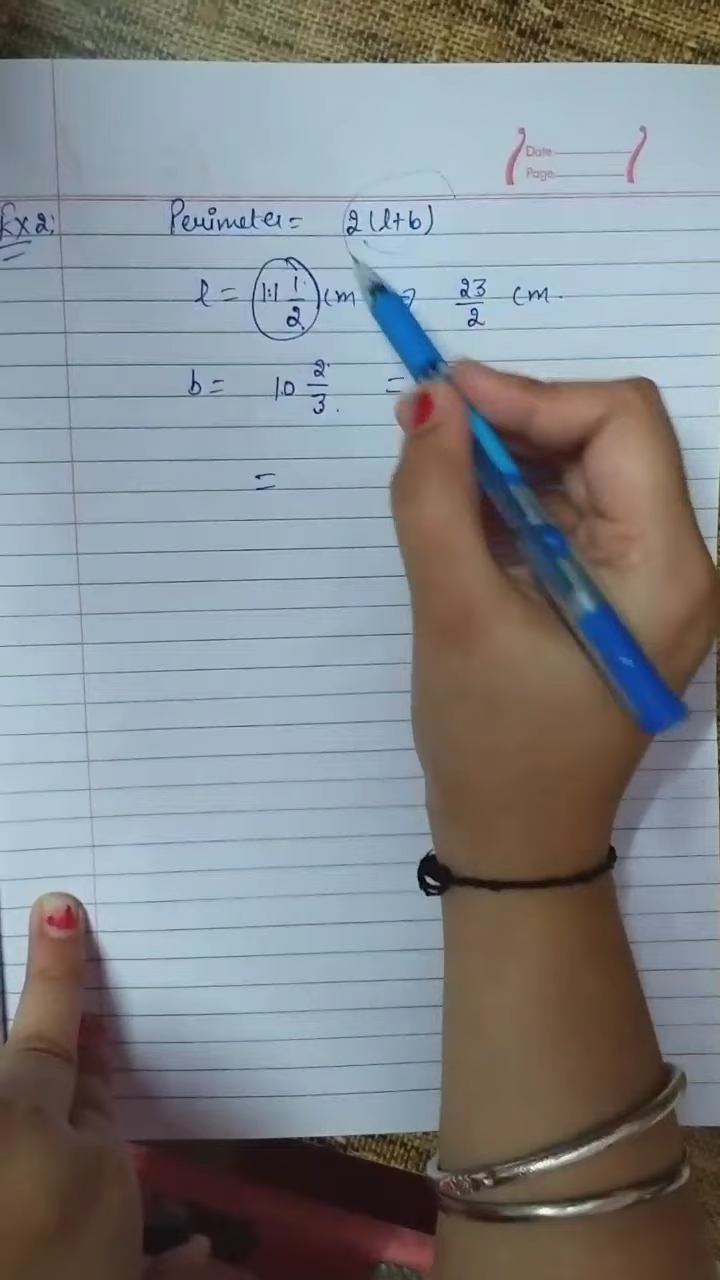 Date
Page
Ex 2: Perimeter = 2(l+b)
l = 11 1/2 cm ⇒ 23/2 cm.
b = 10 2/3. =
=